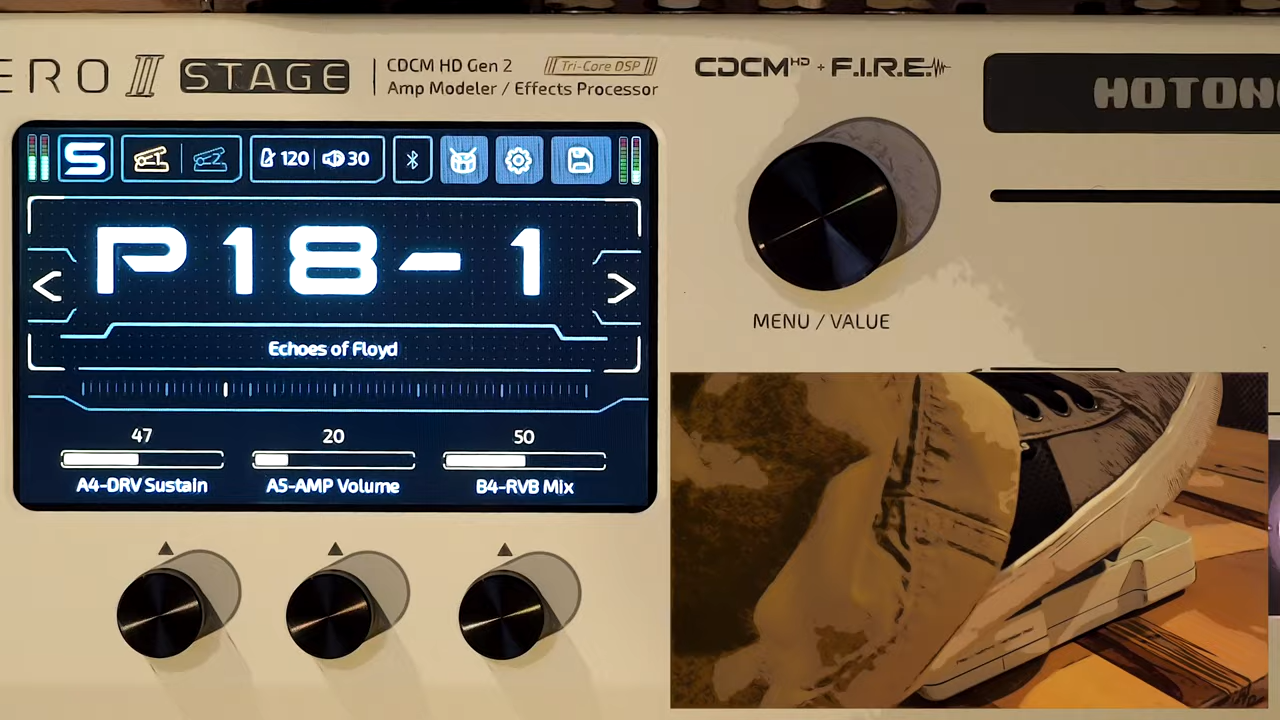 ERO II STAGE
CDCM HD Gen 2
Tri-Core DSP
Amp Modeler / Effects Processor
CDCM HD + F.I.R.E.
HOTON
S
120
30
P18-1
< >
Echoes of Floyd
47 20 50
A4-DRV Sustain A5-AMP Volume B4-RVB Mix
MENU / VALUE